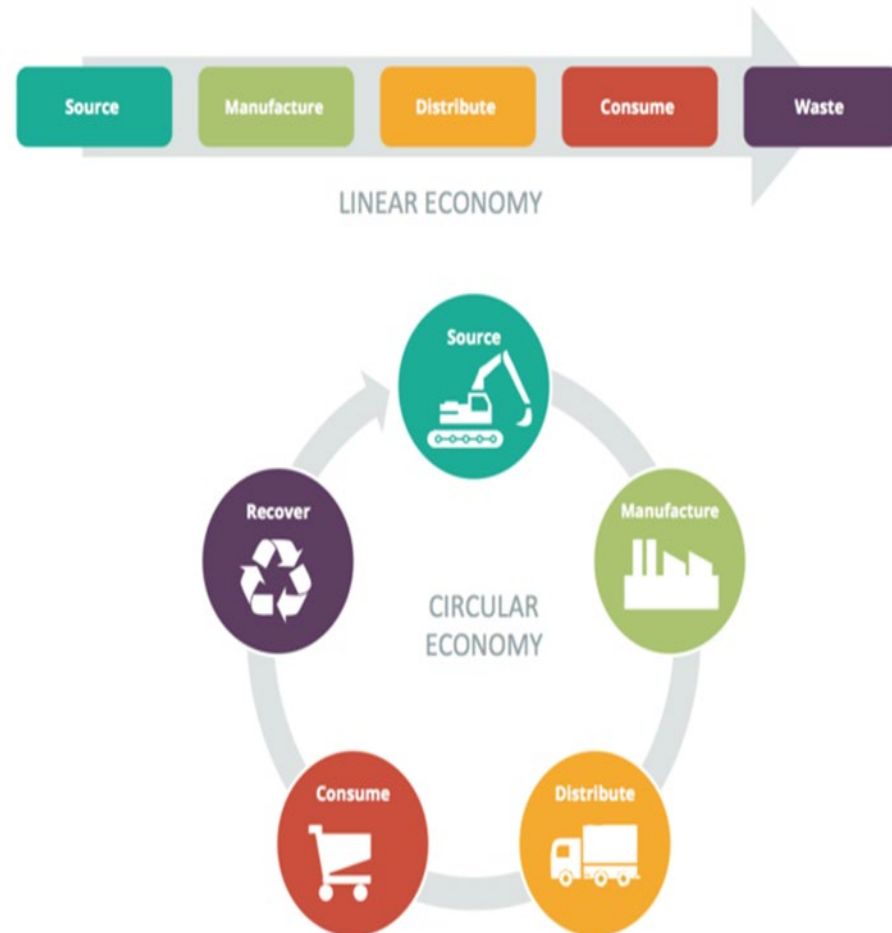 Source
Manufacture
Distribute
Consume
Waste
LINEAR ECONOMY
Source
Manufacture
Distribute
Consume
Recover
CIRCULAR
ECONOMY